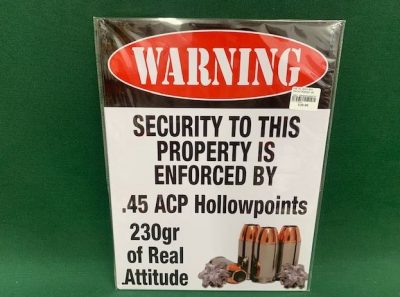 WARNING
SECURITY TO THIS
PROPERTY IS
ENFORCED BY
.45 ACP Hollowpoints
230gr
of Real
Attitude